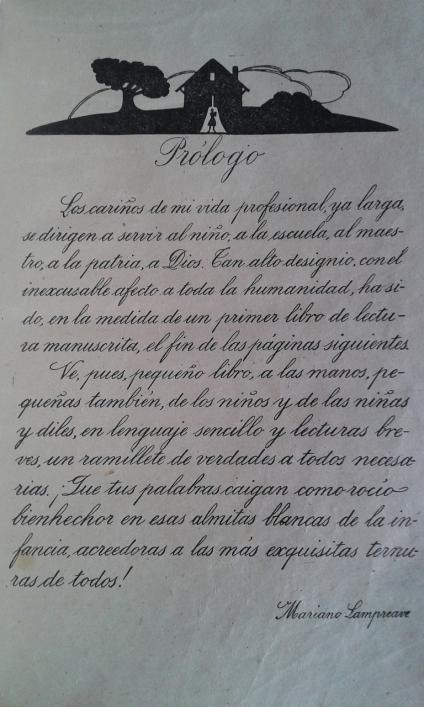 Prólogo
Los cariños de mi vida profesional, ya larga,
se dirigen a servir al niño, a la escuela, al maes-
tro, a la patria, a Dios. Tan alto designio, con el
inexcusable afecto a toda la humanidad, ha si-
do, en la medida de un primer libro de lectu-
ra manuscrita, el fin de las páginas siguientes.
Ve, pues, pequeño libro, a las manos, pe-
queñas también, de los niños y de las niñas
y diles, en lenguaje sencillo y lecturas bre-
ves, un ramillete de verdades a todos necesa-
rias. ¡Que tus palabras caigan como rocío
bienhechor en esas almitas blancas de la in-
fancia, acreedoras a las más exquisitas ternu-
ras de todos!
Mariano Lampreave